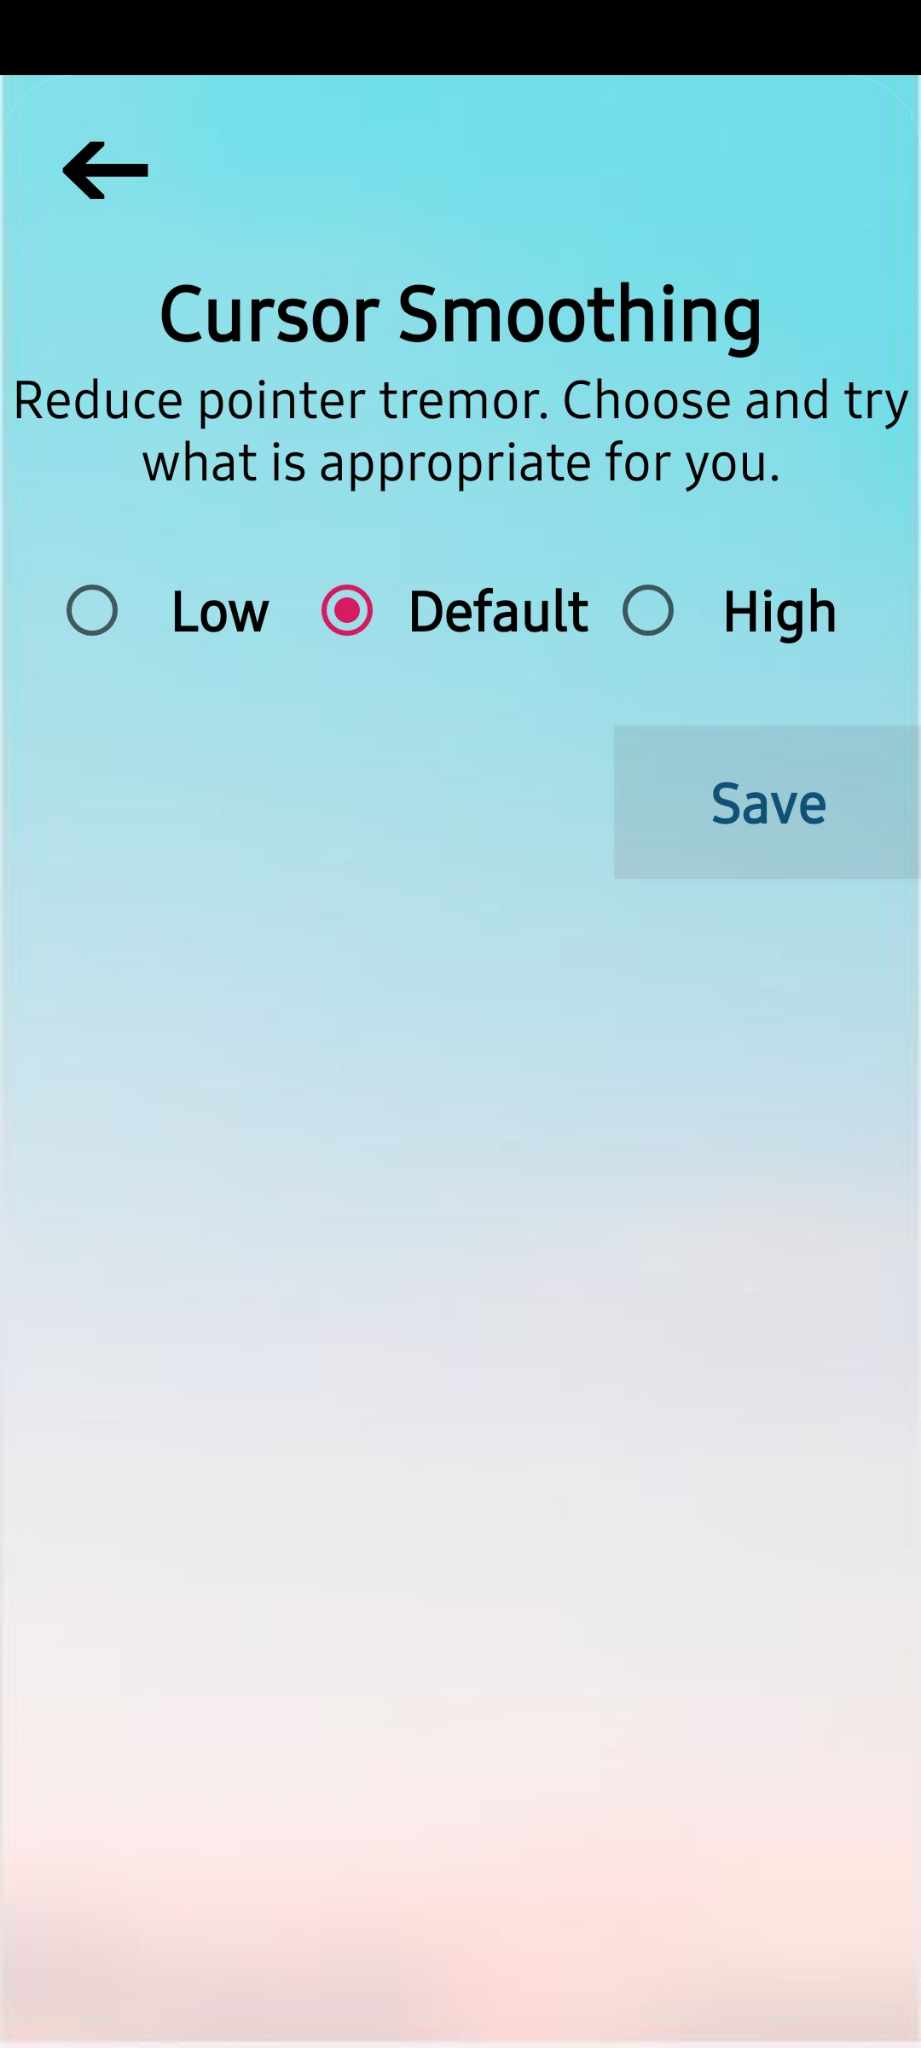 Cursor Smoothing
Reduce pointer tremor. Choose and try
what is appropriate for you.
Low Default High
Save